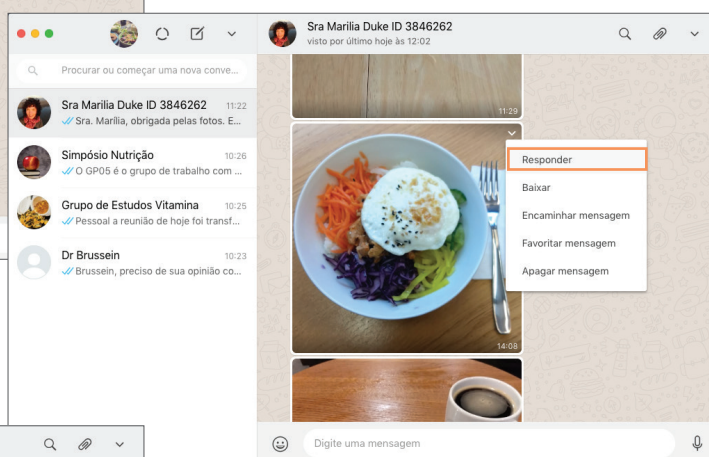 Procurar ou começar uma nova conve...
Sra Marilia Duke ID 3846262 11:22
Sra. Marília, obrigada pelas fotos. E...
Simpósio Nutrição 10:26
O GP05 é o grupo de trabalho com ...
Grupo de Estudos Vitamina 10:25
Pessoal a reunião de hoje foi transf...
Dr Brussein 10:23
Brussein, preciso de sua opinião co...
Sra Marilia Duke ID 3846262
visto por último hoje às 12:02
11:29
Responder
Baixar
Encaminhar mensagem
Favoritar mensagem
Apagar mensagem
14:08
Digite uma mensagem